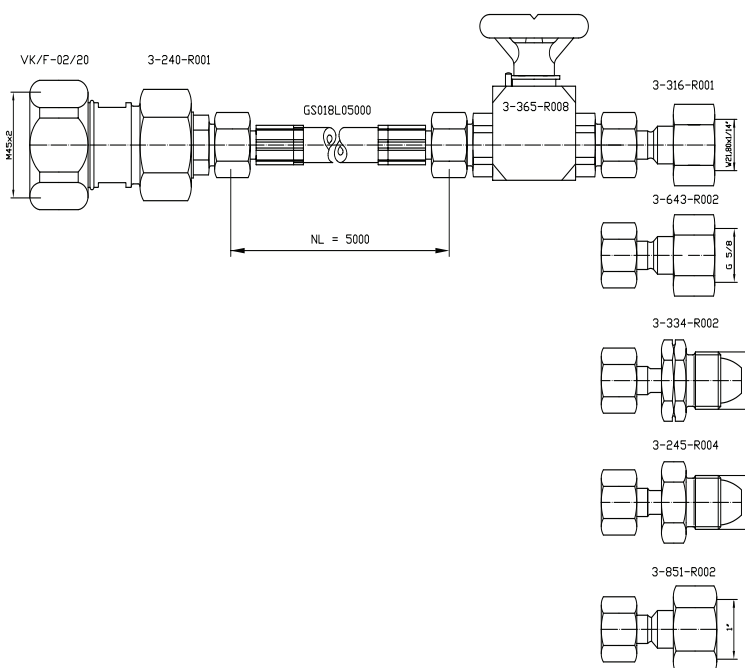 VK/F-02/20
3-240-R001
GS018L05000
3-365-R008
3-316-R001
M45x2
W21,80x1/14"
NL = 5000
3-643-R002
G 5/8
3-334-R002
3-245-R004
3-851-R002
1"